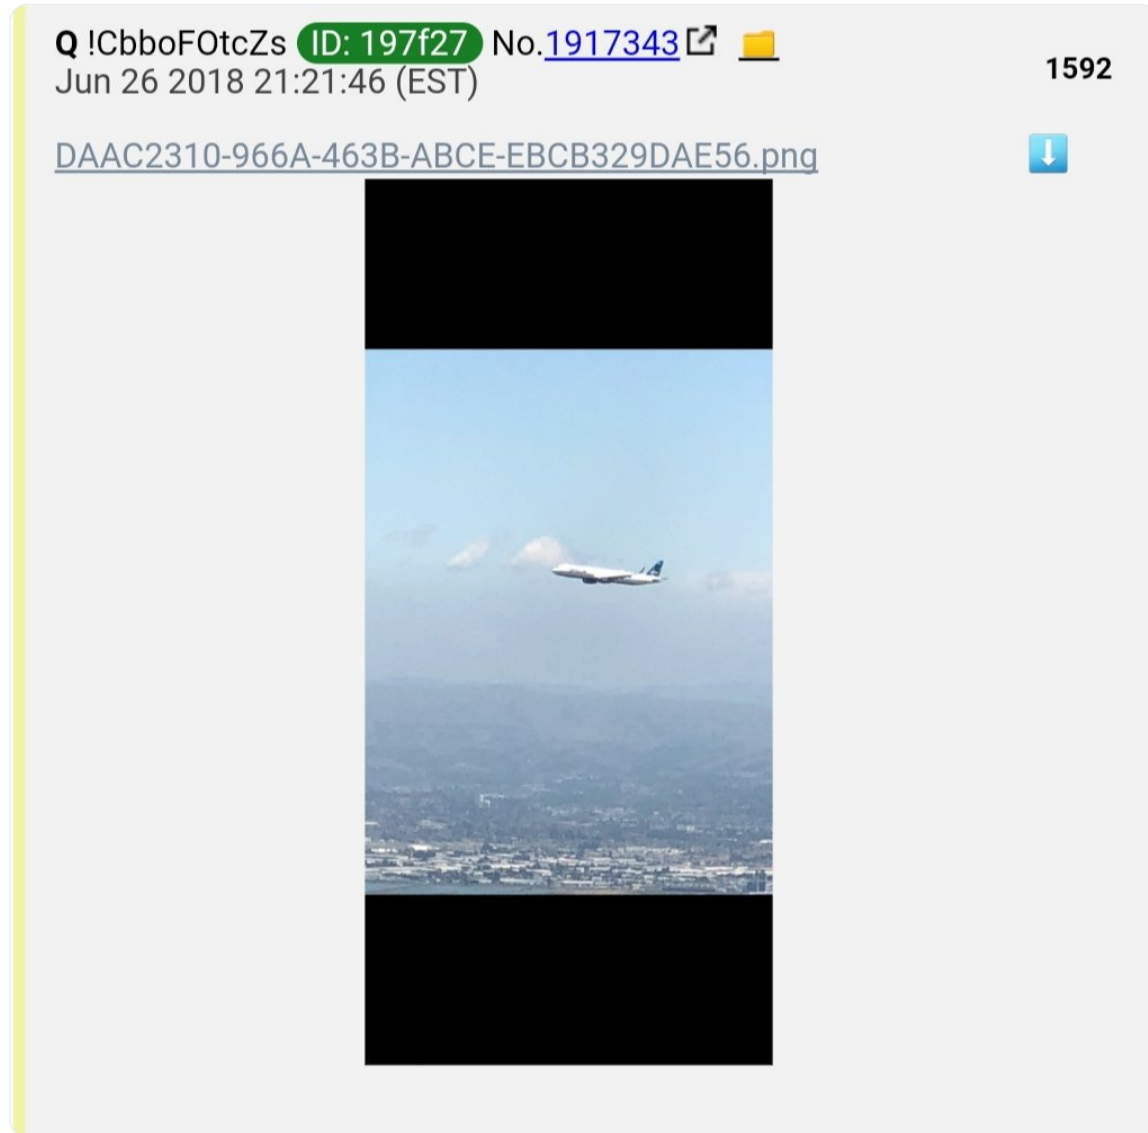 Q !CbboFOtcZs ID: 197f27 No.1917343
Jun 26 2018 21:21:46 (EST)
1592
DAAC2310-966A-463B-ABCE-EBCB329DAE56.png